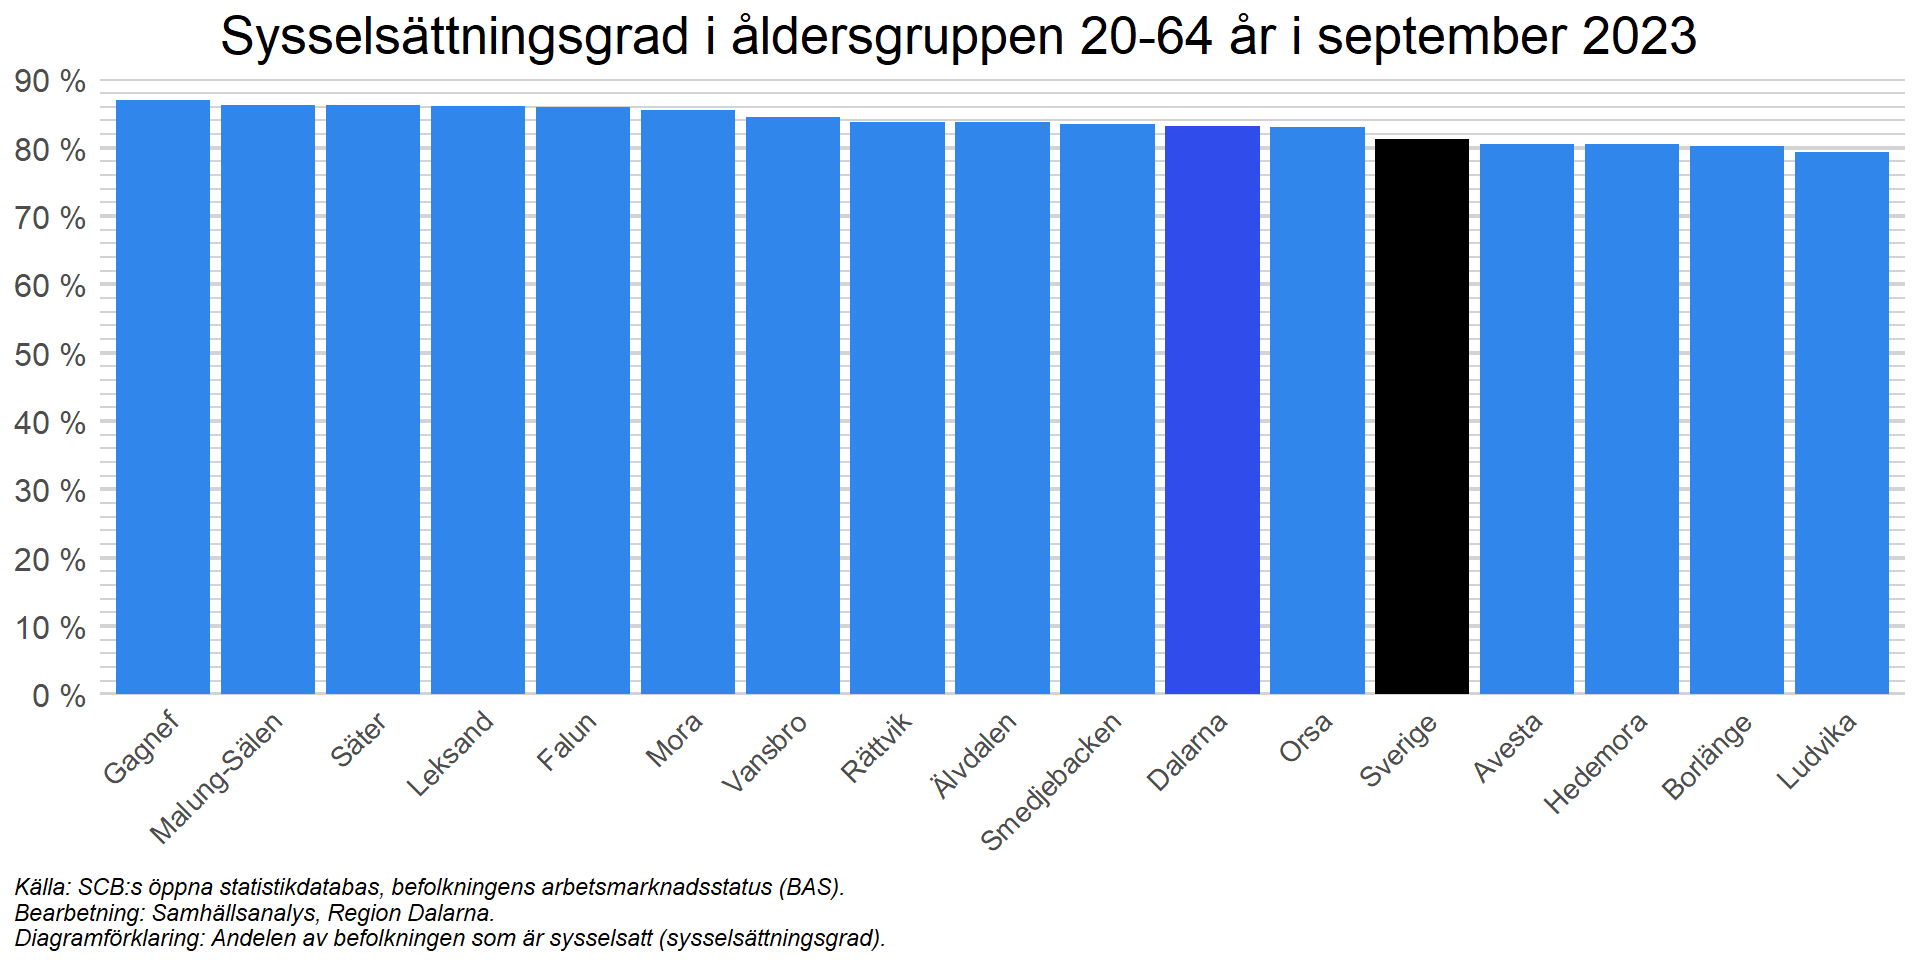 Sysselsättningsgrad i åldersgruppen 20-64 år i september 2023
90 %
80 %
70 %
60 %
50 %
40 %
30 %
20 %
10 %
0 %
Gagnef
Malung-Sälen
Säter
Leksand
Falun
Mora
Vansbro
Rättvik
Älvdalen
Smedjebacken
Dalarna
Orsa
Sverige
Avesta
Hedemora
Borlänge
Ludvika
Källa: SCB:s öppna statistikdatabas, befolkningens arbetsmarknadsstatus (BAS).
Bearbetning: Samhällsanalys, Region Dalarna.
Diagramförklaring: Andelen av befolkningen som är sysselsatt (sysselsättningsgrad).